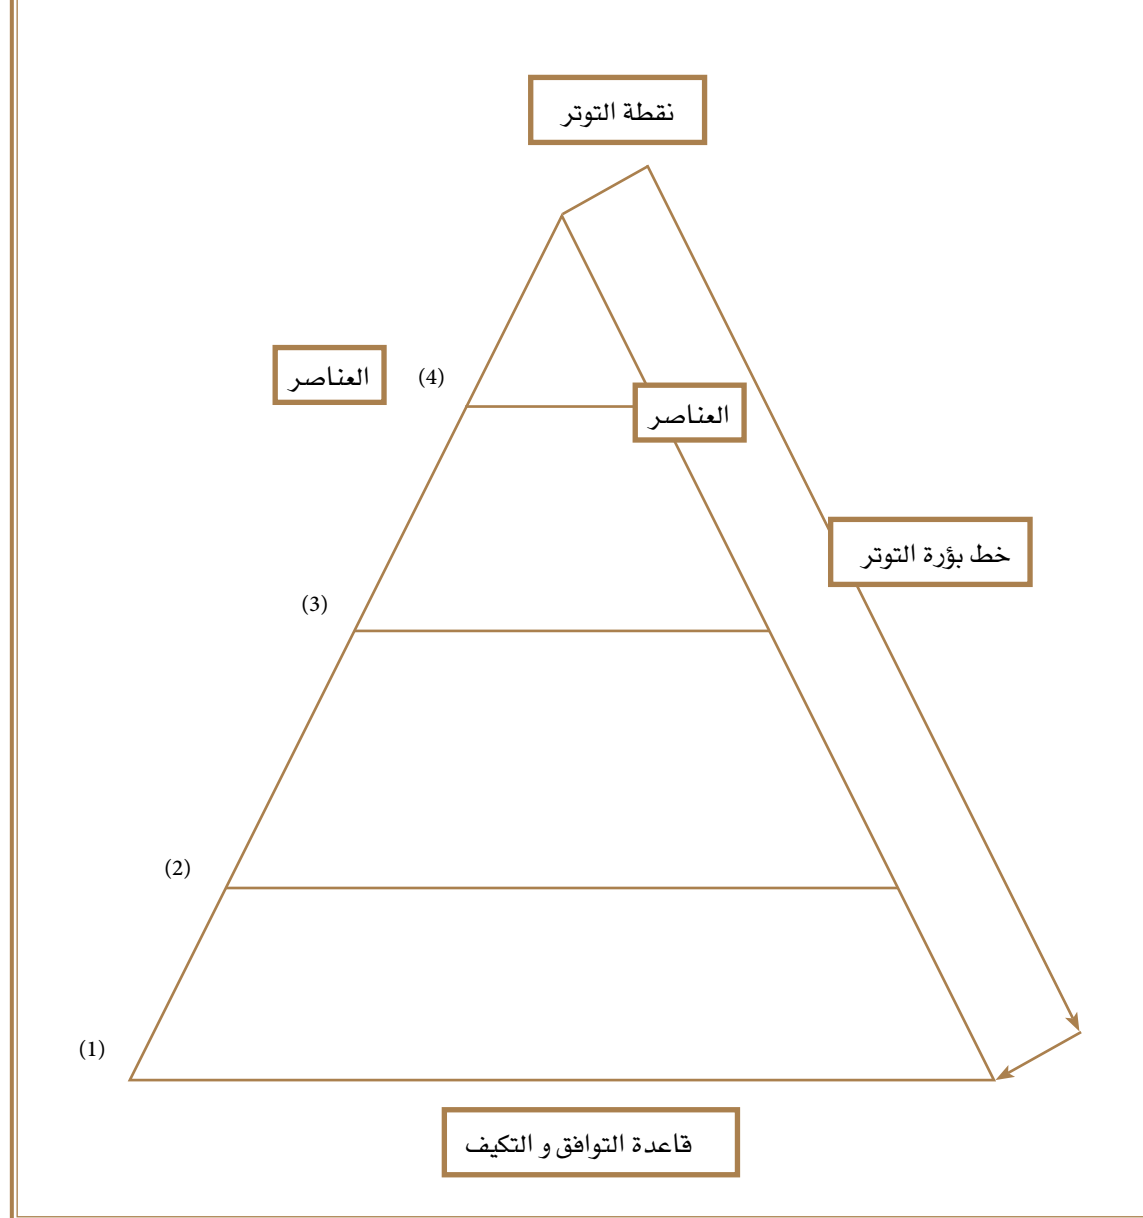 نقطة التوتر
العناصر
(4)
العناصر
خط بؤرة التوتر
(3)
(2)
(1)
قاعدة التوافق و التكيف